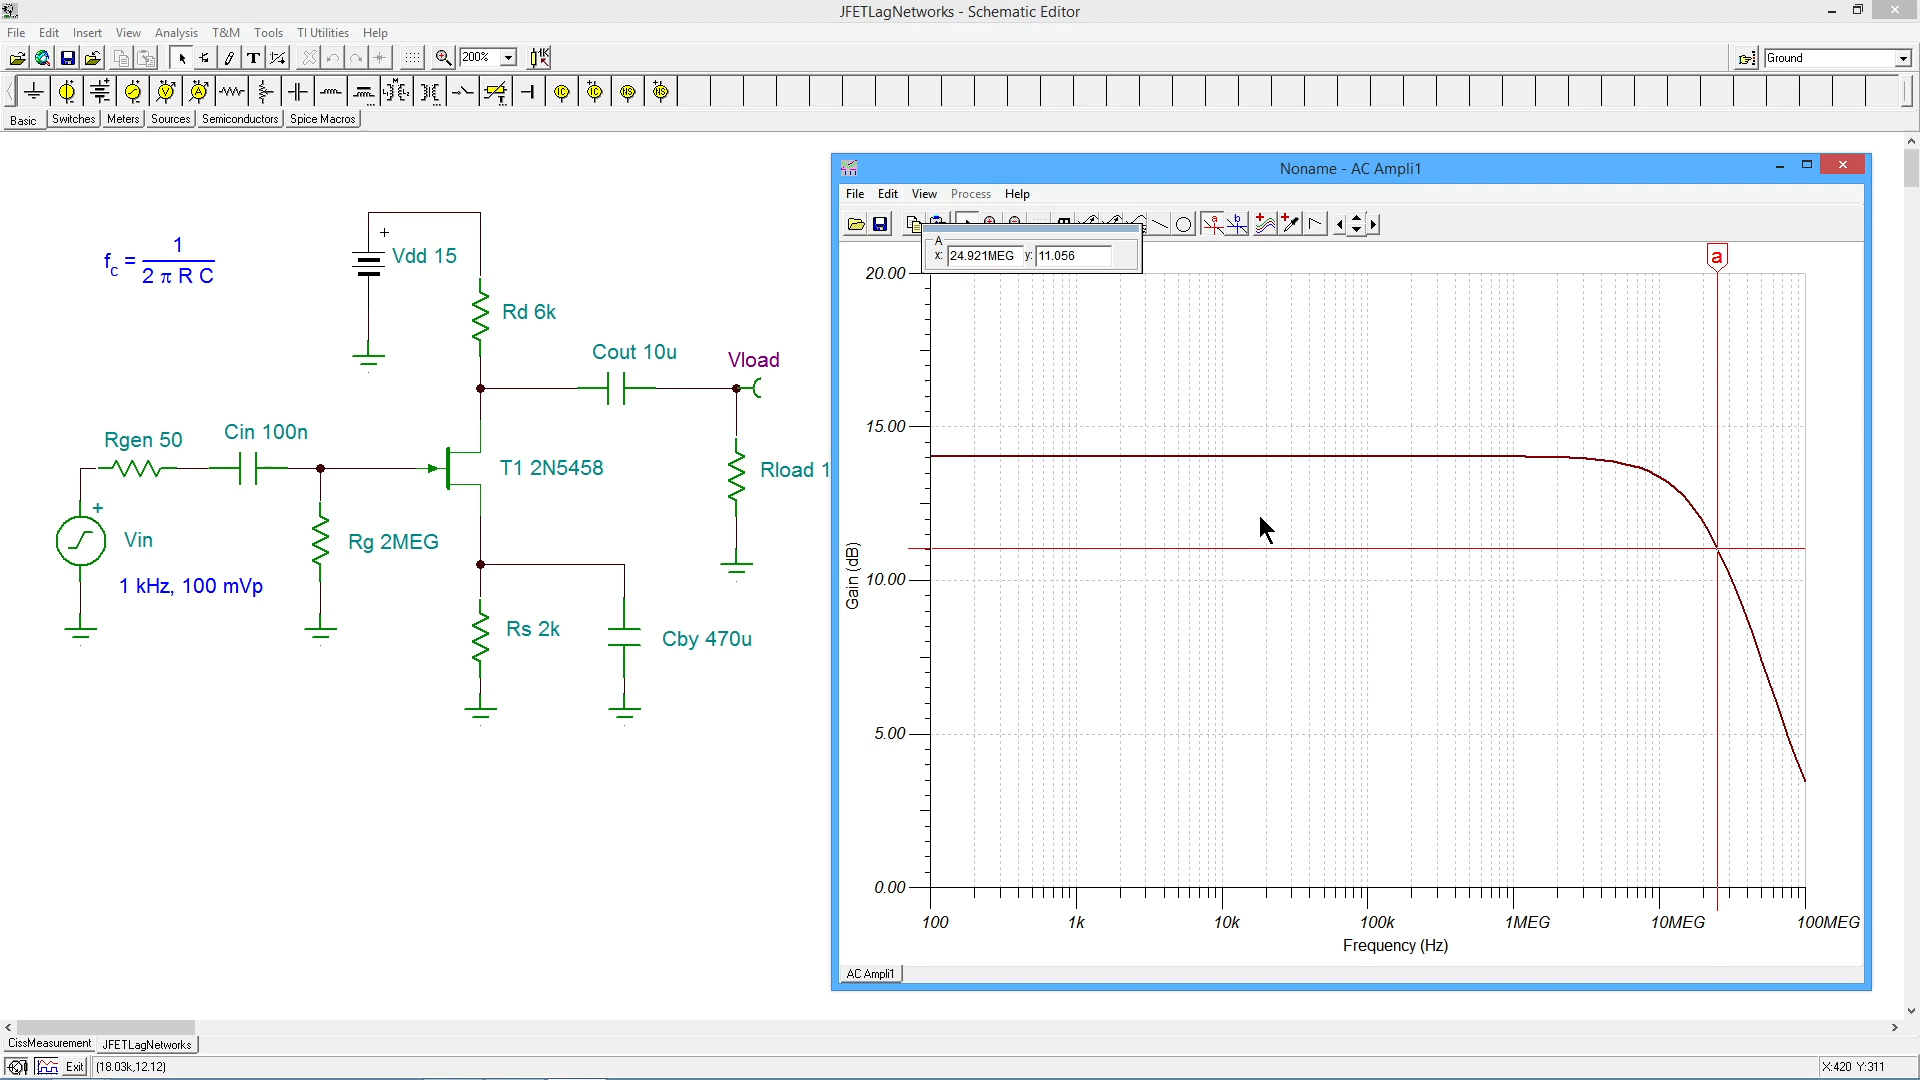 JFETLagNetworks - Schematic Editor
File Edit Insert View Analysis T&M Tools TI Utilities Help
200%
Ground
Basic Switches Meters Sources Semiconductors Spice Macros
Noname - AC Ampli1
File Edit View Process Help
A
x: 24.921MEG y: 11.056
a
fc = 1
2 π R C
+
Vdd 15
Rd 6k
Cout 10u
Vload
Rgen 50
Cin 100n
T1 2N5458
Rload 1
+
Vin
Rg 2MEG
1 kHz, 100 mVp
Rs 2k
Cby 470u
20.00
15.00
10.00
5.00
0.00
Gain (dB)
100 1k 10k 100k 1MEG 10MEG 100MEG
Frequency (Hz)
AC Ampli1
CissMeasurement JFETLagNetworks
Exit (18.03k,12.12)
X:420 Y:311